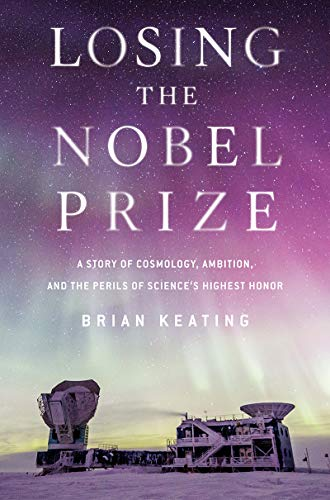 LOSING
THE
NOBEL
PRIZE
A STORY OF COSMOLOGY, AMBITION,
AND THE PERILS OF SCIENCE'S HIGHEST HONOR
BRIAN KEATING